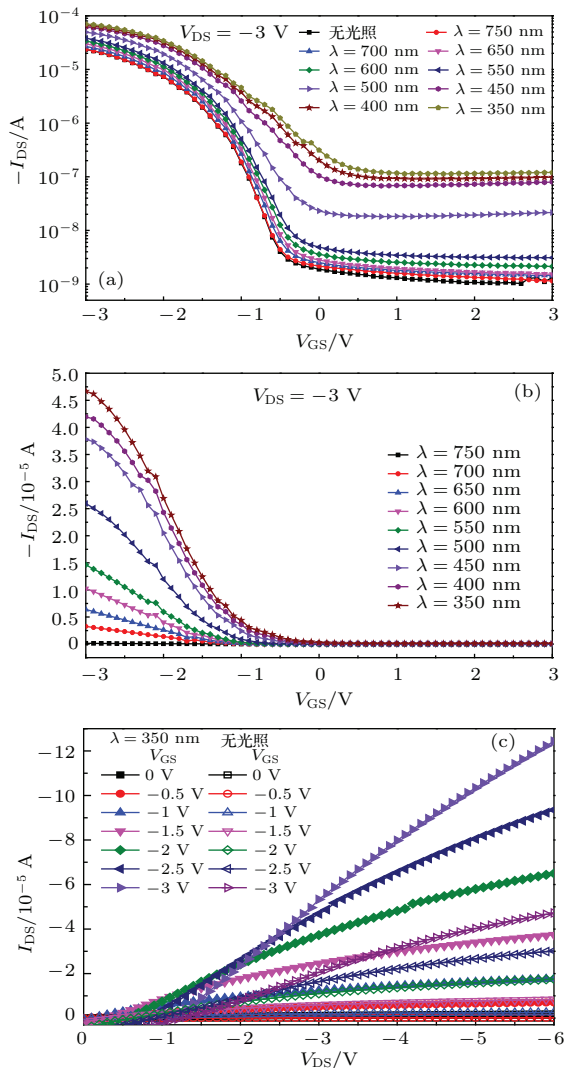 V_DS = −3 V
无光照
λ = 750 nm
λ = 700 nm
λ = 650 nm
λ = 600 nm
λ = 550 nm
λ = 500 nm
λ = 450 nm
λ = 400 nm
λ = 350 nm
10⁻⁴
10⁻⁵
10⁻⁶
10⁻⁷
10⁻⁸
10⁻⁹
−I_DS/A
(a)
−3 −2 −1 0 1 2 3
V_GS/V
V_DS = −3 V
(b)
5.0
4.5
3.5
3.0
2.5
2.0
1.5
1.0
0.5
0
−I_DS/10⁻⁵ A
λ = 750 nm
λ = 700 nm
λ = 650 nm
λ = 600 nm
λ = 550 nm
λ = 500 nm
λ = 450 nm
λ = 400 nm
λ = 350 nm
−3 −2 −1 0 1 2 3
V_GS/V
λ = 350 nm 无光照
(c)
V_GS V_GS
0 V 0 V
−0.5 V −0.5 V
−1 V −1 V
−1.5 V −1.5 V
−2 V −2 V
−2.5 V −2.5 V
−3 V −3 V
−12
−10
−8
−6
−4
−2
0
I_DS/10⁻⁵ A
0 −1 −2 −3 −4 −5 −6
V_DS/V